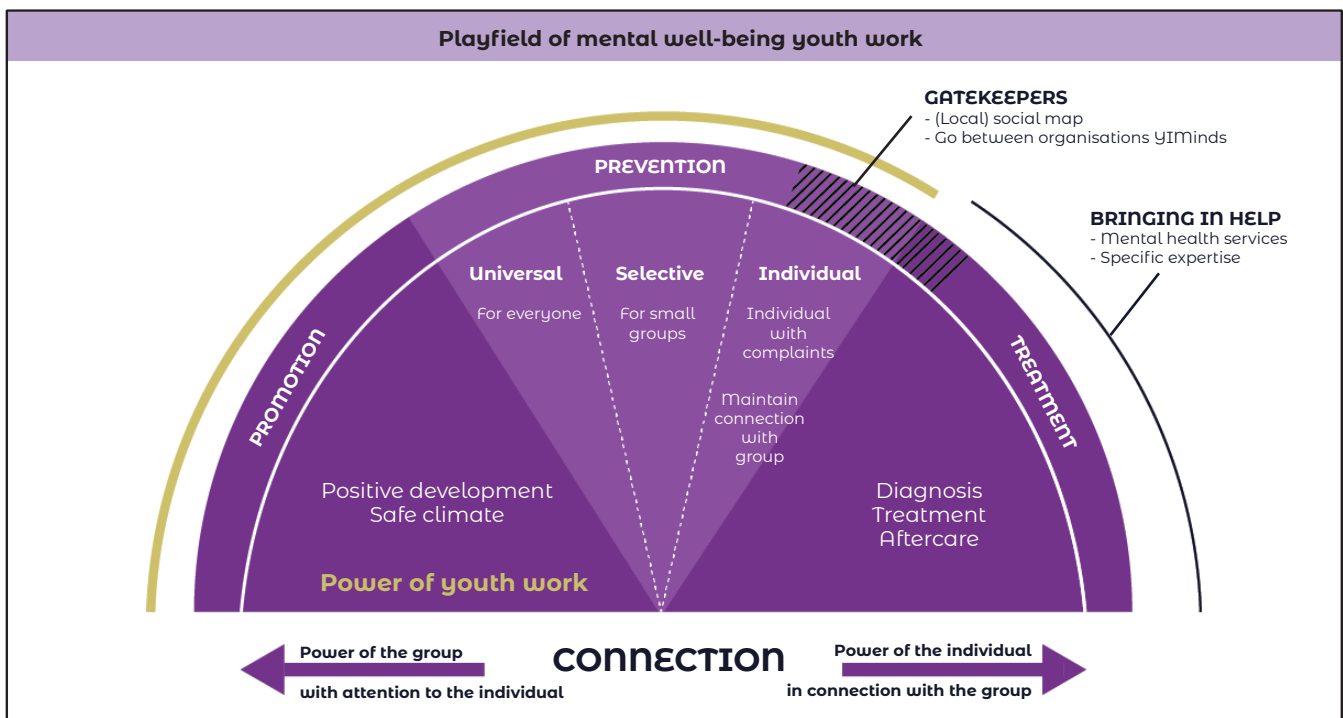 Playfield of mental well-being youth work
GATEKEEPERS
- (Local) social map
- Go between organisations YIMinds
PREVENTION
BRINGING IN HELP
- Mental health services
- Specific expertise
Universal
For everyone
Selective
For small
groups
Individual
Individual
with
complaints
Maintain
connection
with
group
PROMOTION
TREATMENT
Positive development
Safe climate
Diagnosis
Treatment
Aftercare
Power of youth work
CONNECTION
Power of the group
with attention to the individual
Power of the individual
in connection with the group